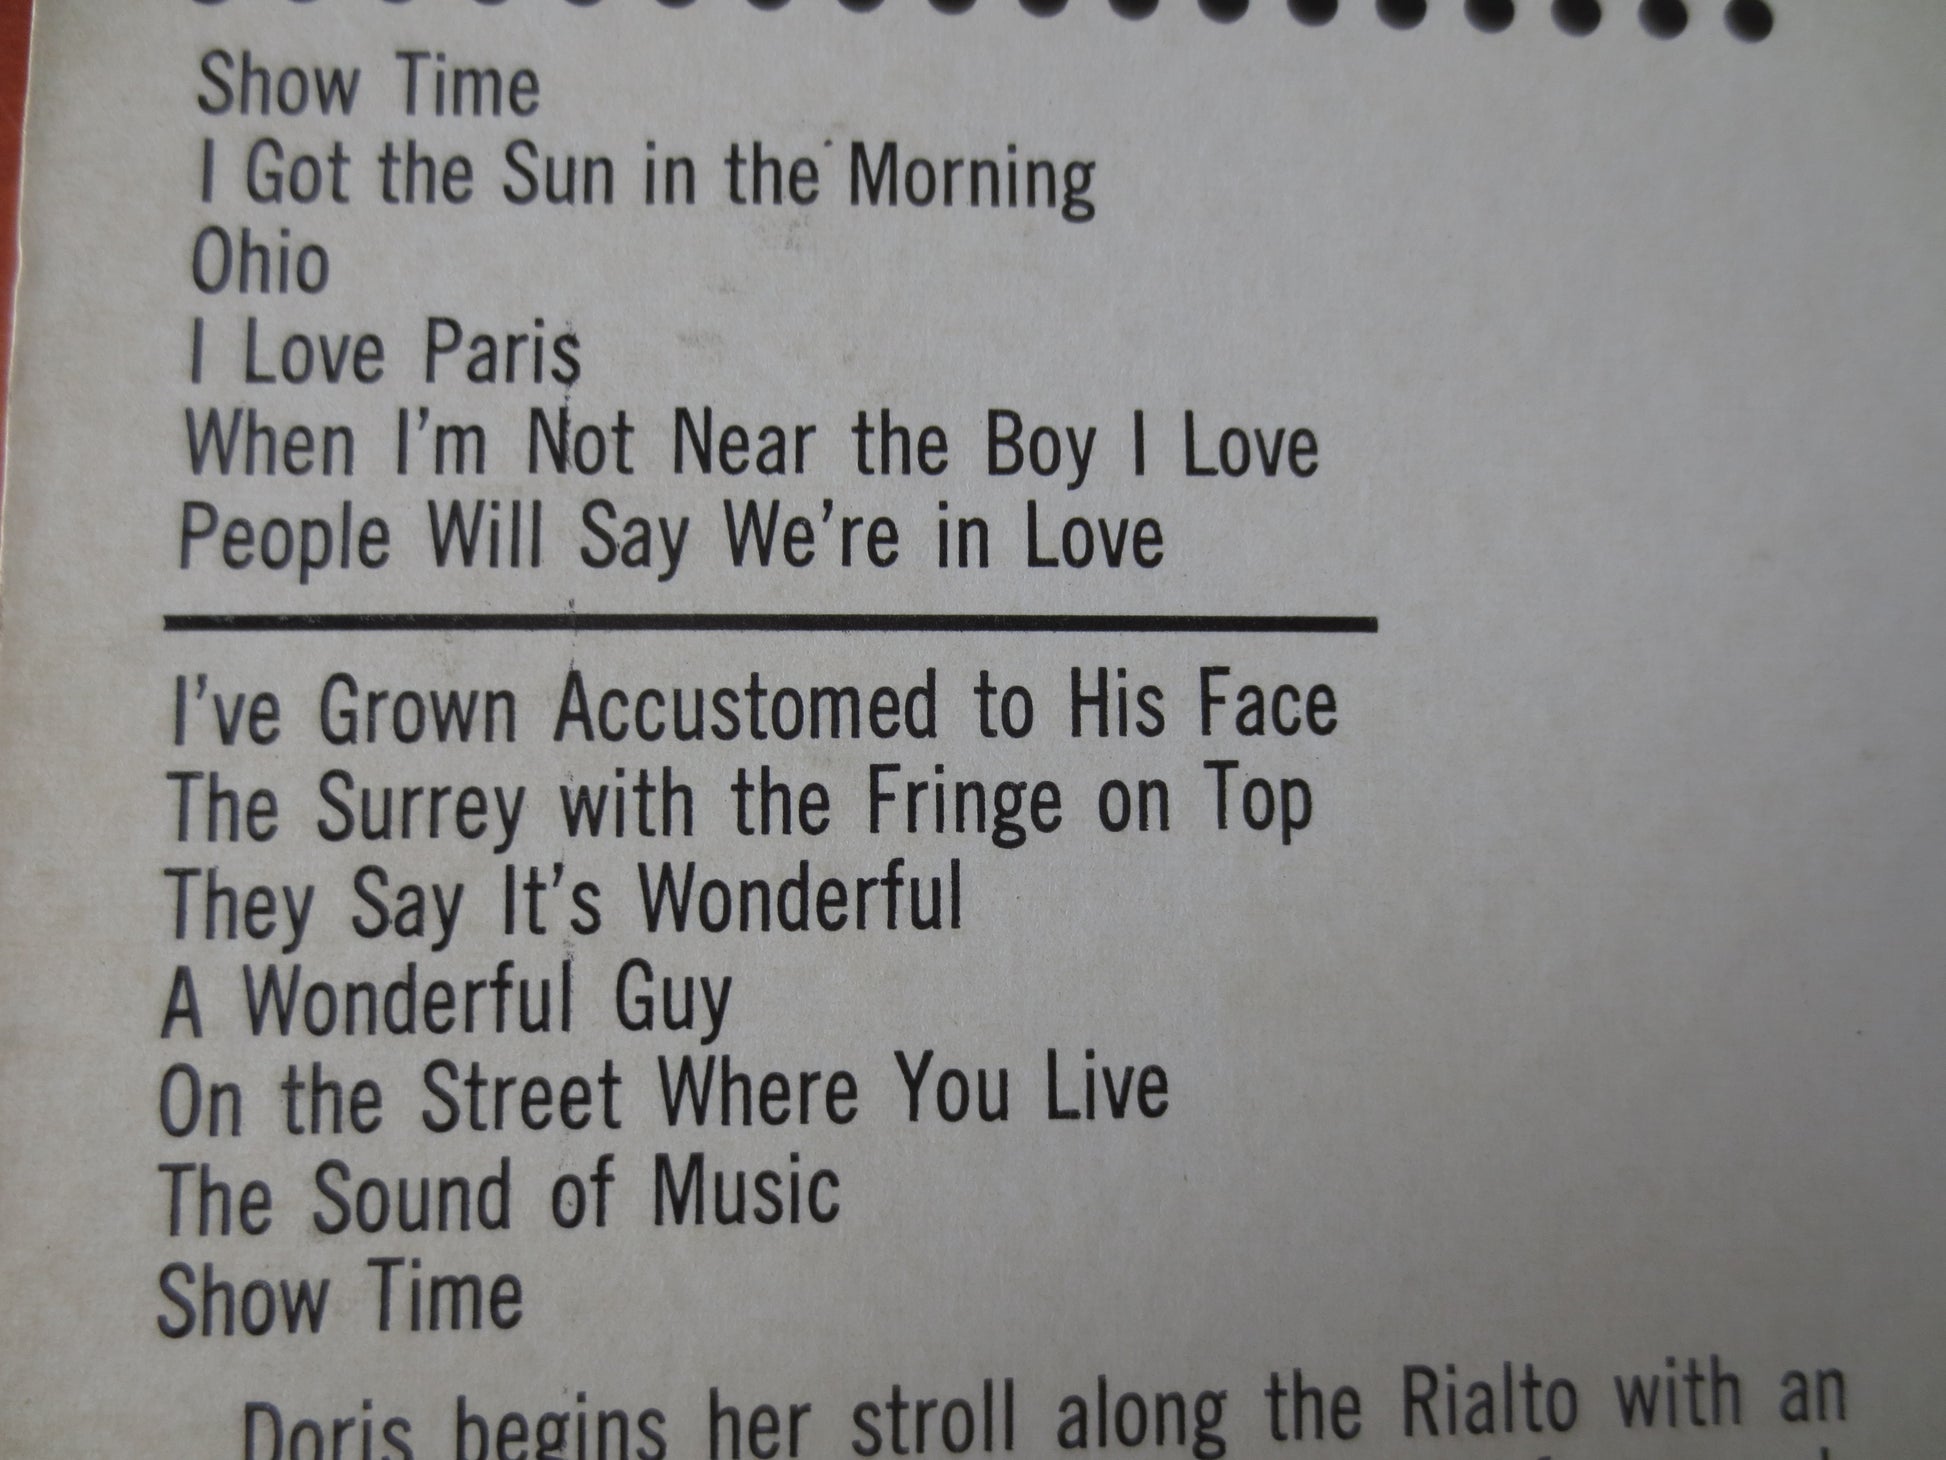 Show Time
I Got the Sun in the Morning
Ohio
I Love Paris
When I'm Not Near the Boy I Love
People Will Say We're in Love
I've Grown Accustomed to His Face
The Surrey with the Fringe on Top
They Say It's Wonderful
A Wonderful Guy
On the Street Where You Live
The Sound of Music
Show Time
Doris begins her stroll along the Rialto with an